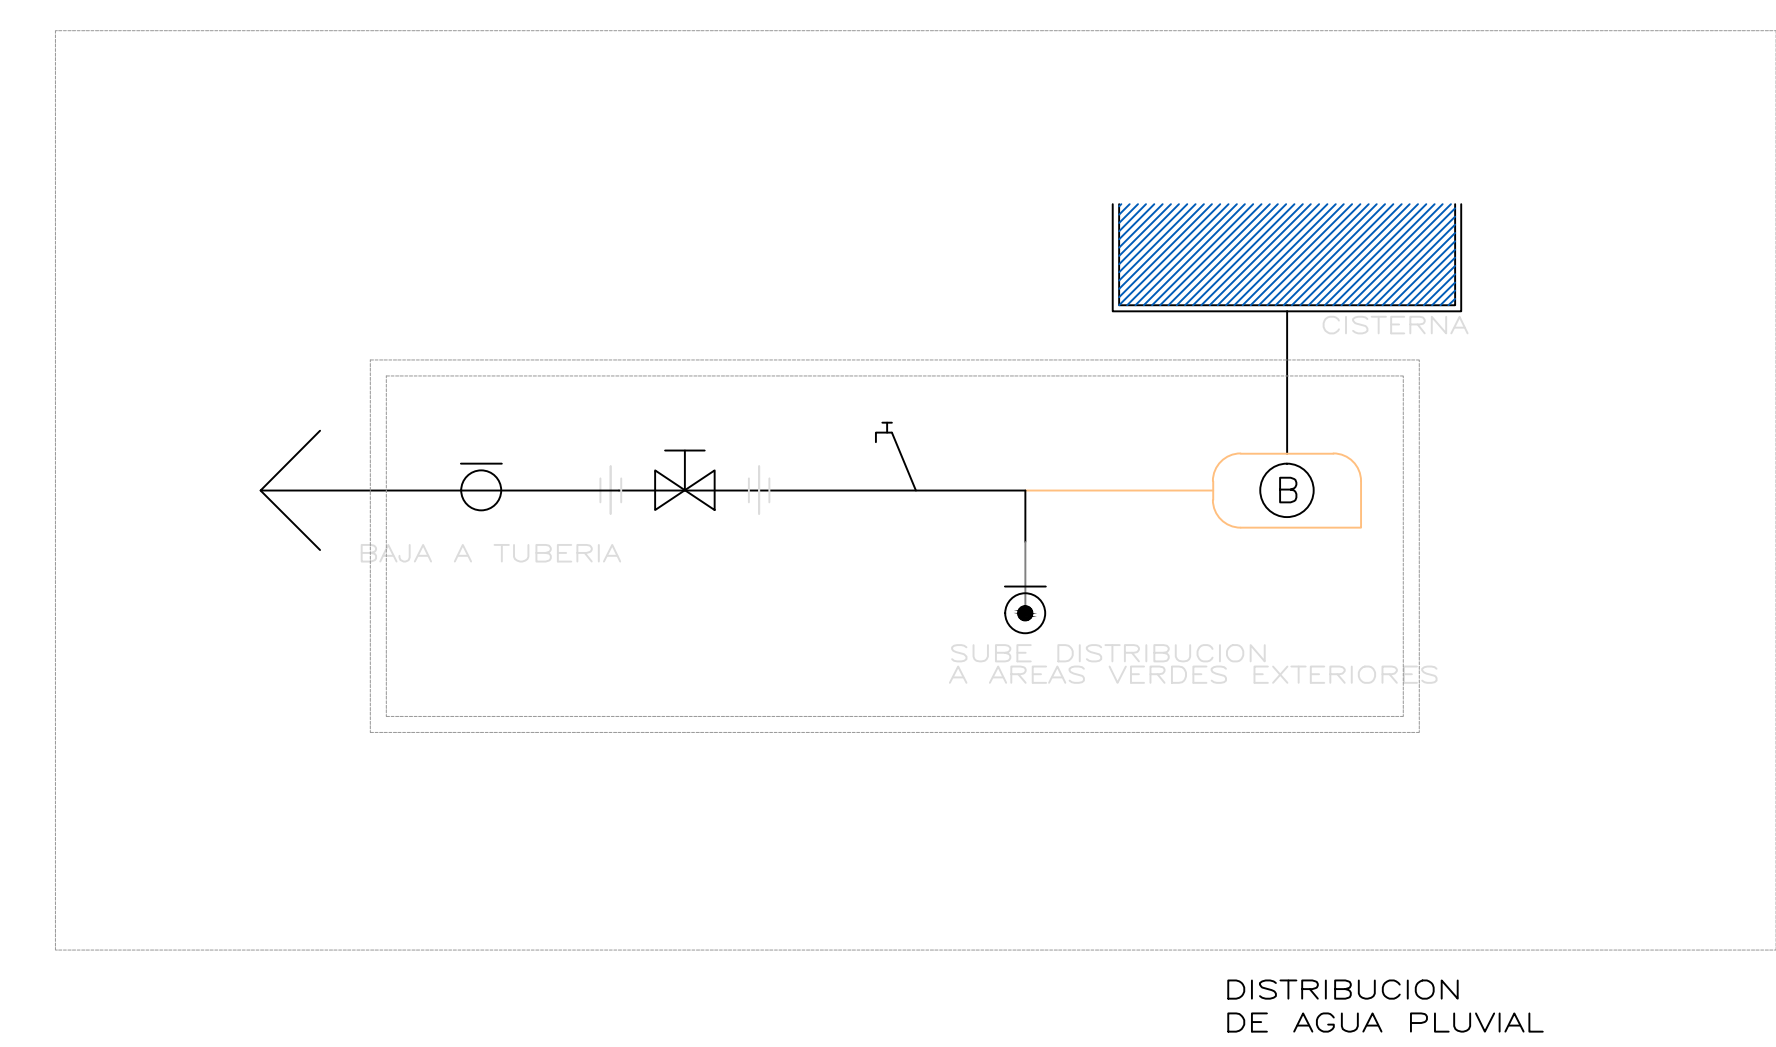 CISTERNA
B
BAJA A TUBERIA
SUBE DISTRIBUCION
A AREAS VERDES EXTERIORES
DISTRIBUCION
DE AGUA PLUVIAL